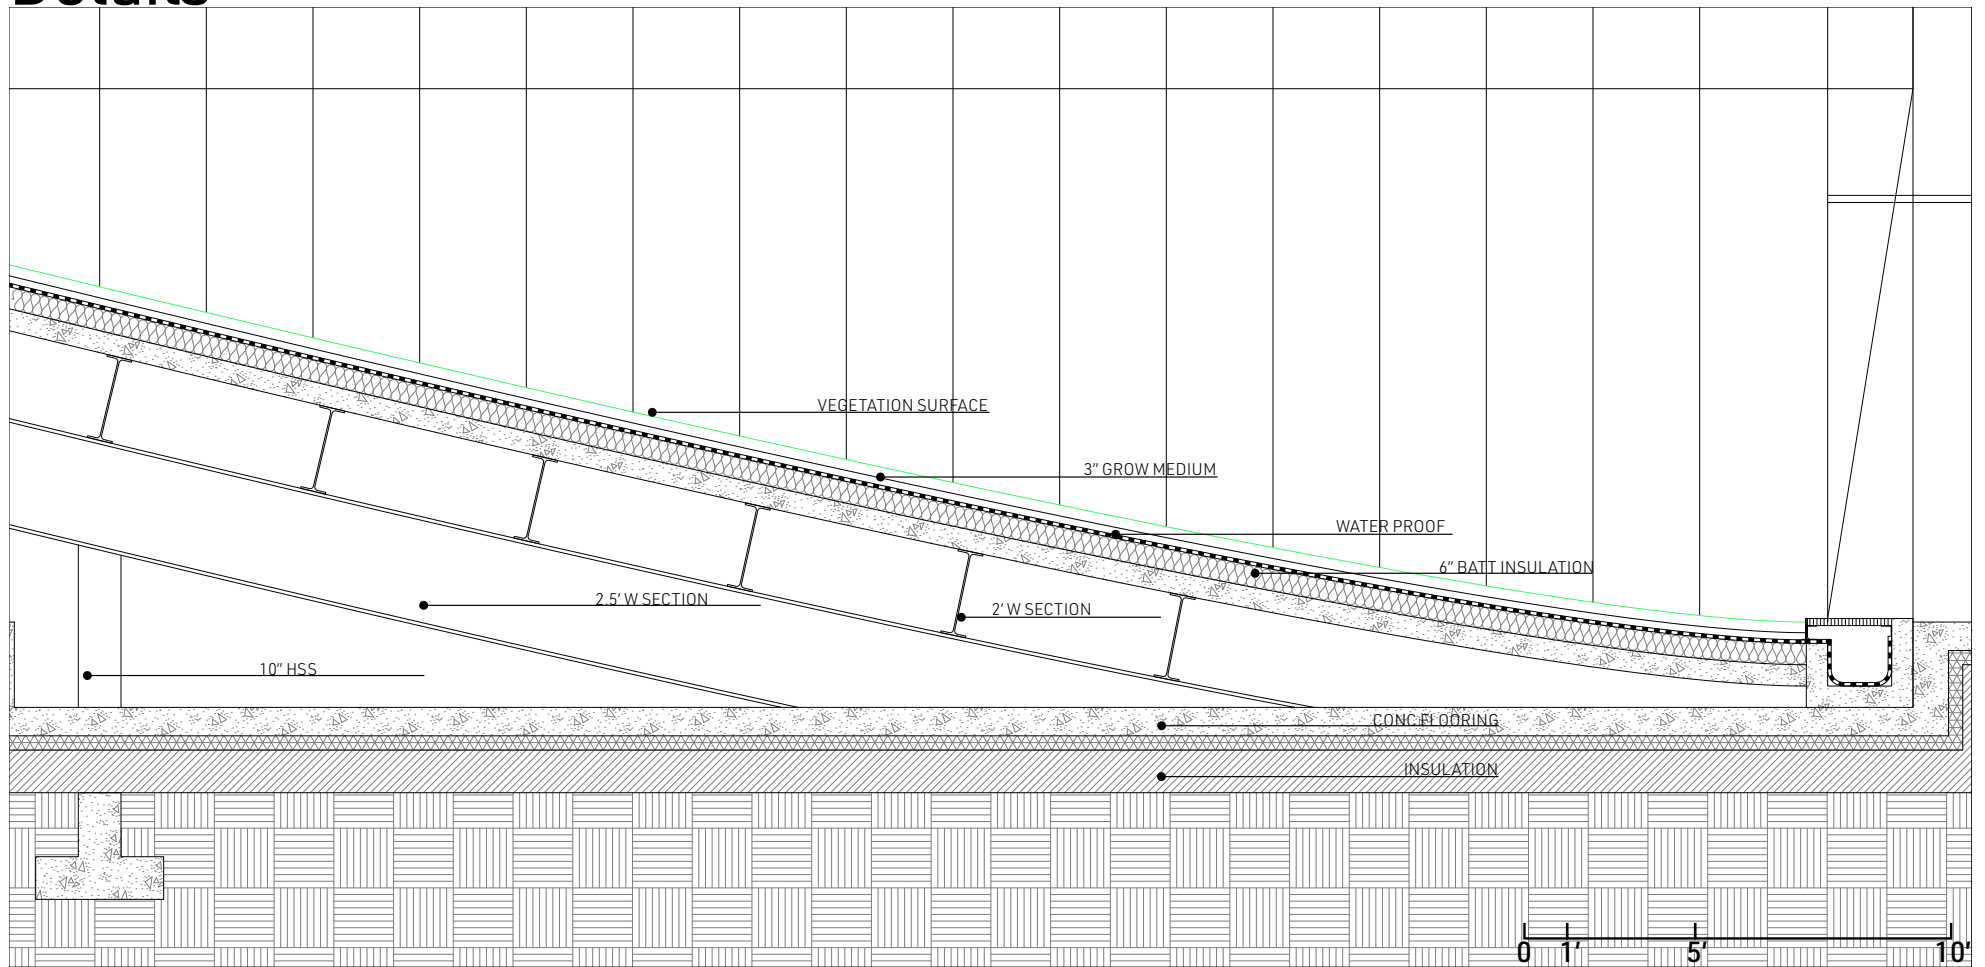 Details
VEGETATION SURFACE
3" GROW MEDIUM
WATER PROOF
6" BATT INSULATION
2.5' W SECTION
2' W SECTION
10" HSS
CONC FLOORING
INSULATION
0 1' 5' 10'